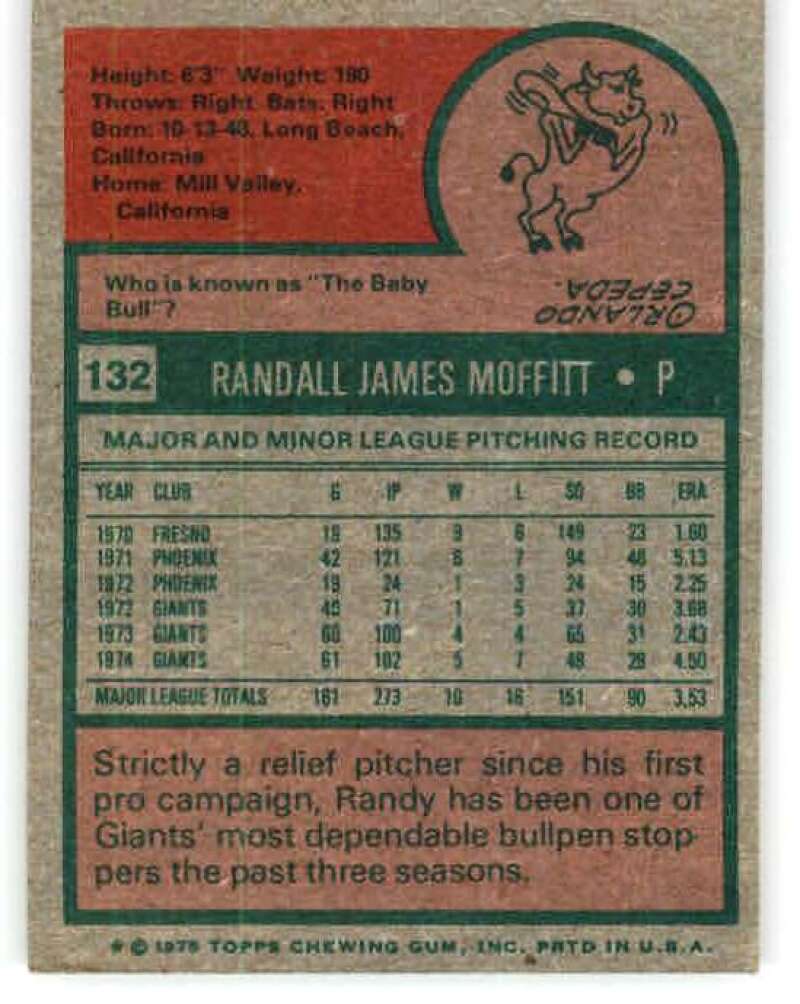 Height: 6'3" Weight: 190
Throws: Right Bats: Right
Born: 10-13-48, Long Beach,
California
Home: Mill Valley,
California
Who is known as "The Baby
Bull"?
ORLANDO
CEPEDA.
132 RANDALL JAMES MOFFITT • P
MAJOR AND MINOR LEAGUE PITCHING RECORD
YEAR CLUB G IP W L SO BB ERA
1970 FRESNO 19 135 9 6 149 23 1.60
1971 PHOENIX 42 121 6 7 94 48 5.13
1972 PHOENIX 19 24 1 3 24 15 2.25
1972 GIANTS 40 71 1 5 37 30 3.68
1973 GIANTS 60 100 4 4 65 31 2.43
1974 GIANTS 61 102 5 7 49 29 4.50
MAJOR LEAGUE TOTALS 161 273 10 16 151 90 3.53
Strictly a relief pitcher since his first
pro campaign, Randy has been one of
Giants' most dependable bullpen stop-
pers the past three seasons.
* © 1975 TOPPS CHEWING GUM, INC. PRTD IN U.S.A.